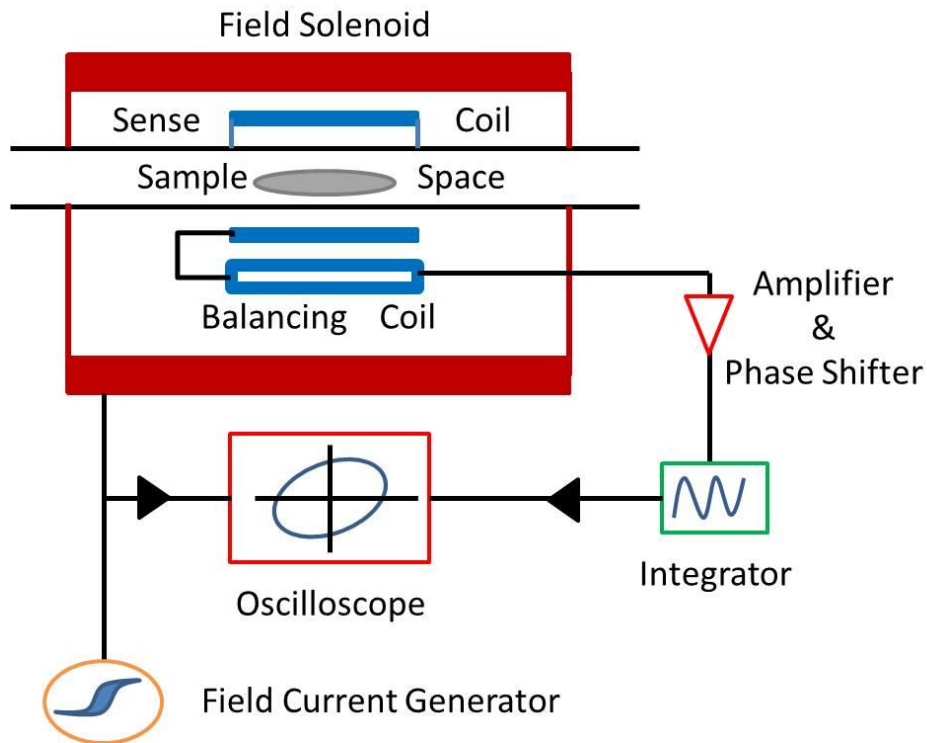 Field Solenoid
Sense Coil
Sample Space
Balancing Coil
Amplifier
&
Phase Shifter
Integrator
Oscilloscope
Field Current Generator